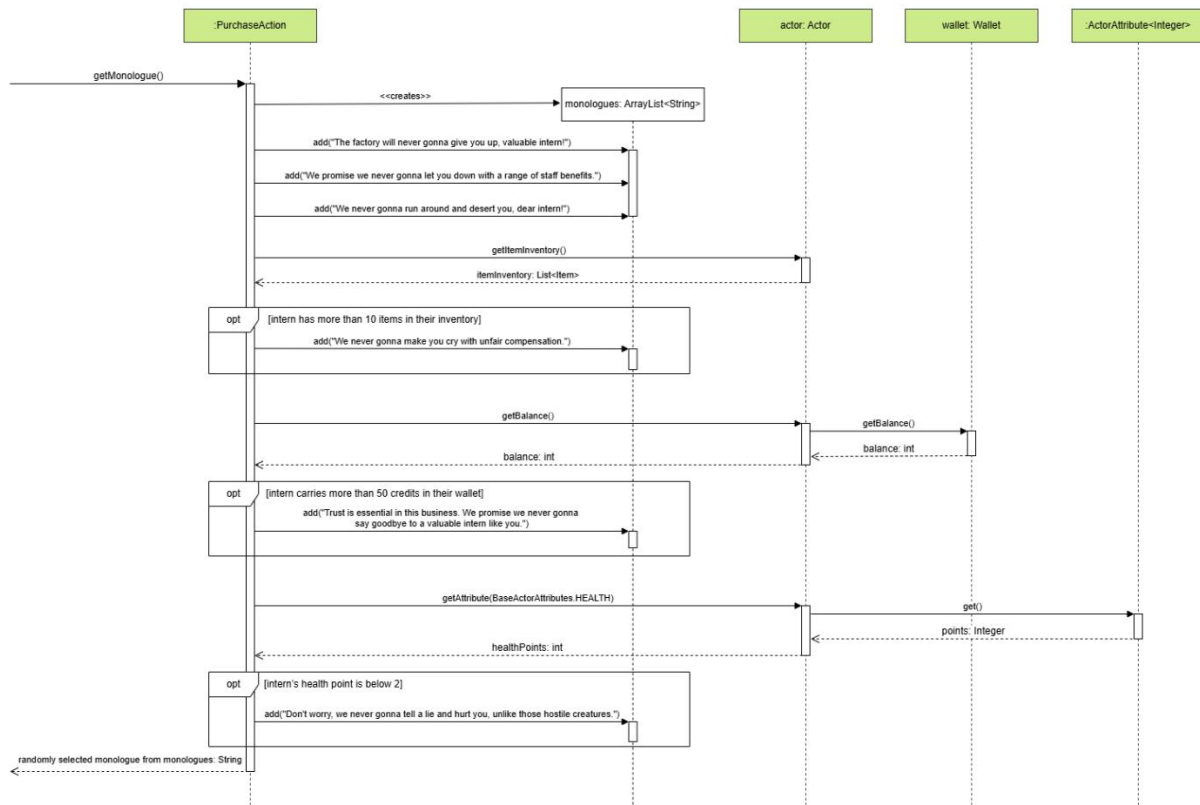 :PurchaseAction
actor: Actor
wallet: Wallet
:ActorAttribute<Integer>
getMonologue()
<<creates>>
monologues: ArrayList<String>
add("The factory will never gonna give you up, valuable intern!")
add("We promise we never gonna let you down with a range of staff benefits.")
add("We never gonna run around and desert you, dear intern!")
getItemInventory()
itemInventory: List<Item>
opt
[intern has more than 10 items in their inventory]
add("We never gonna make you cry with unfair compensation.")
getBalance()
getBalance()
balance: int
balance: int
opt
[intern carries more than 50 credits in their wallet]
add("Trust is essential in this business. We promise we never gonna
say goodbye to a valuable intern like you.")
getAttribute(BaseActorAttributes.HEALTH)
get()
points: Integer
healthPoints: int
opt
[intern's health point is below 2]
add("Don't worry, we never gonna tell a lie and hurt you, unlike those hostile creatures.")
randomly selected monologue from monologues: String